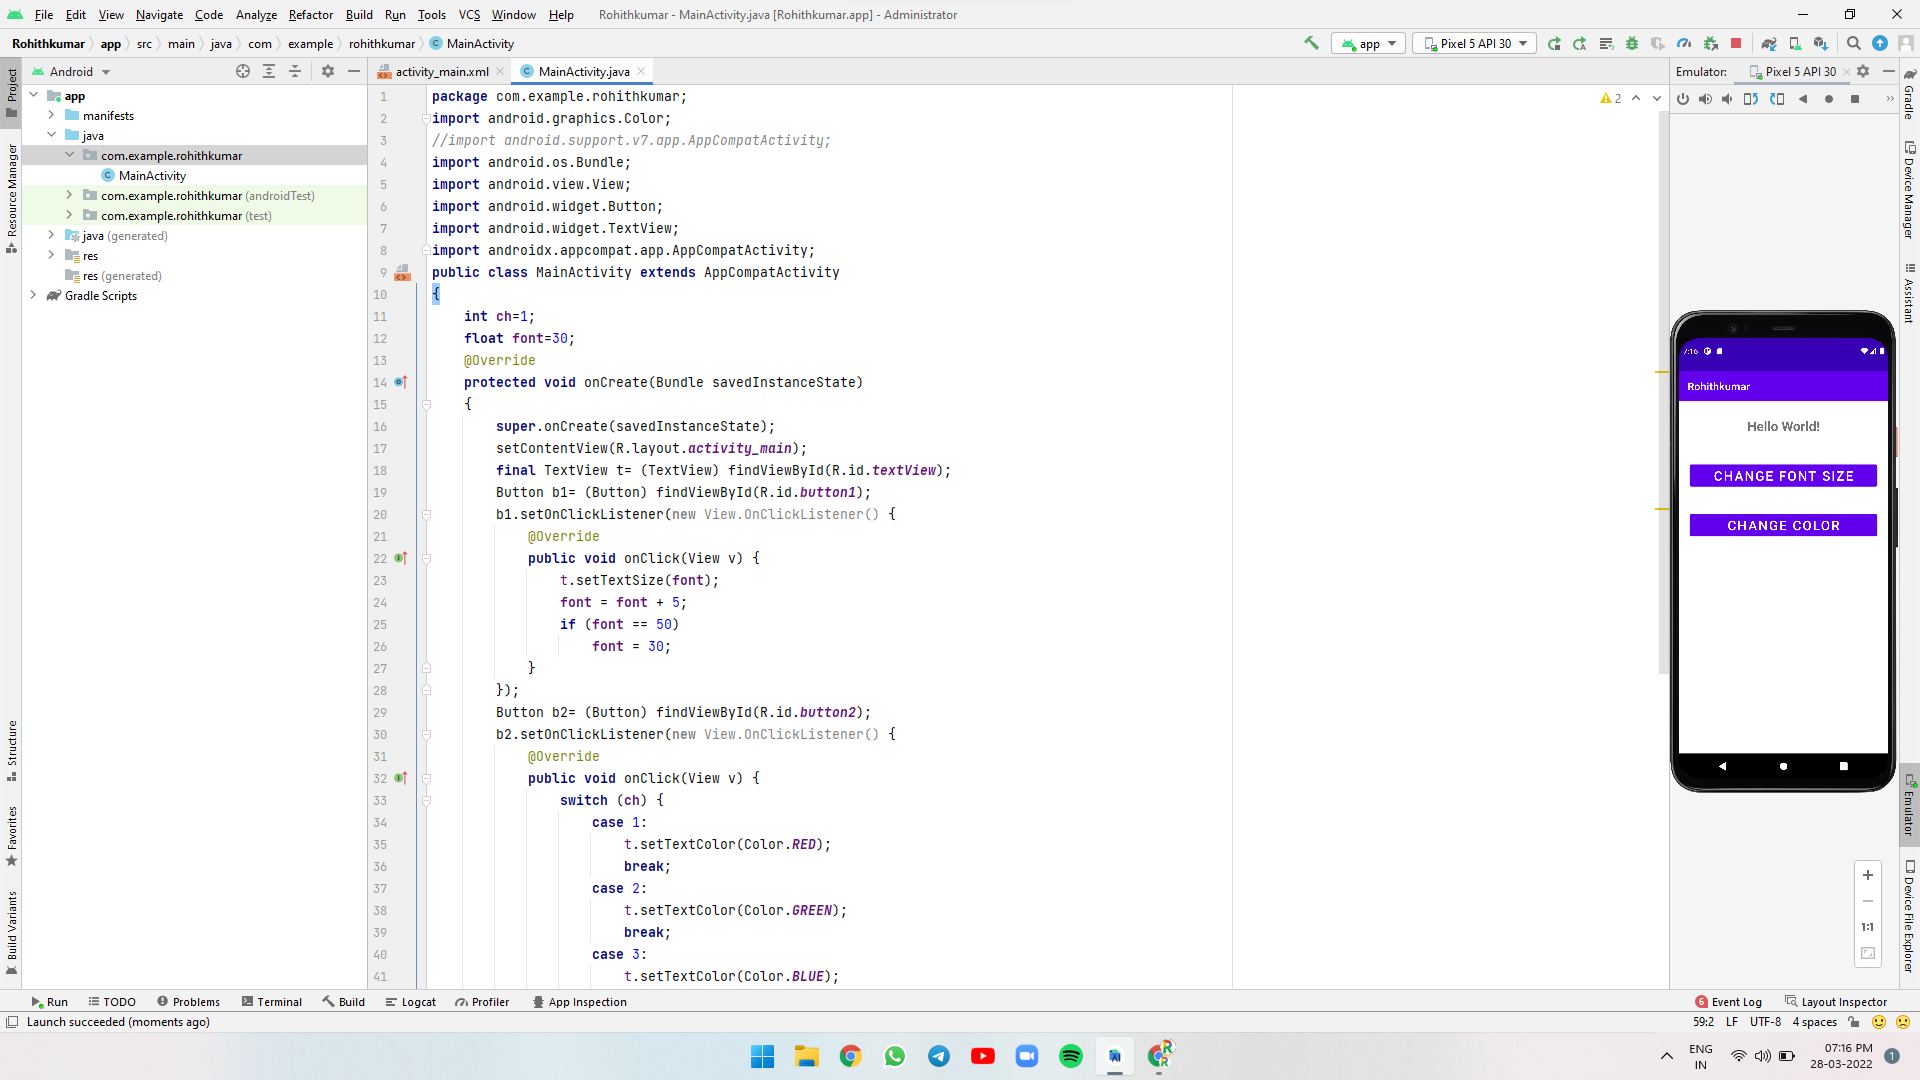 File Edit View Navigate Code Analyze Refactor Build Run Tools VCS Window Help Rohithkumar - MainActivity.java [Rohithkumar.app] - Administrator
Rohithkumar app src main java com example rohithkumar MainActivity
app Pixel 5 API 30
Android
activity_main.xml MainActivity.java
Emulator: Pixel 5 API 30
Project
Resource Manager
Structure
Favorites
Build Variants
app
manifests
java
com.example.rohithkumar
MainActivity
com.example.rohithkumar (androidTest)
com.example.rohithkumar (test)
java (generated)
res
res (generated)
Gradle Scripts
2
1 package com.example.rohithkumar;
2 import android.graphics.Color;
3 //import android.support.v7.app.AppCompatActivity;
4 import android.os.Bundle;
5 import android.view.View;
6 import android.widget.Button;
7 import android.widget.TextView;
8 import androidx.appcompat.app.AppCompatActivity;
9 public class MainActivity extends AppCompatActivity
10 {
11 int ch=1;
12 float font=30;
13 @Override
14 protected void onCreate(Bundle savedInstanceState)
15 {
16 super.onCreate(savedInstanceState);
17 setContentView(R.layout.activity_main);
18 final TextView t= (TextView) findViewById(R.id.textView);
19 Button b1= (Button) findViewById(R.id.button1);
20 b1.setOnClickListener(new View.OnClickListener() {
21 @Override
22 public void onClick(View v) {
23 t.setTextSize(font);
24 font = font + 5;
25 if (font == 50)
26 font = 30;
27 }
28 });
29 Button b2= (Button) findViewById(R.id.button2);
30 b2.setOnClickListener(new View.OnClickListener() {
31 @Override
32 public void onClick(View v) {
33 switch (ch) {
34 case 1:
35 t.setTextColor(Color.RED);
36 break;
37 case 2:
38 t.setTextColor(Color.GREEN);
39 break;
40 case 3:
41 t.setTextColor(Color.BLUE);
7:16
Rohithkumar
Hello World!
CHANGE FONT SIZE
CHANGE COLOR
1:1
Gradle
Device Manager
Assistant
Emulator
Device File Explorer
Run TODO Problems Terminal Build Logcat Profiler App Inspection 6 Event Log Layout Inspector
Launch succeeded (moments ago) 59:2 LF UTF-8 4 spaces
ENG
IN
07:16 PM
28-03-2022
1